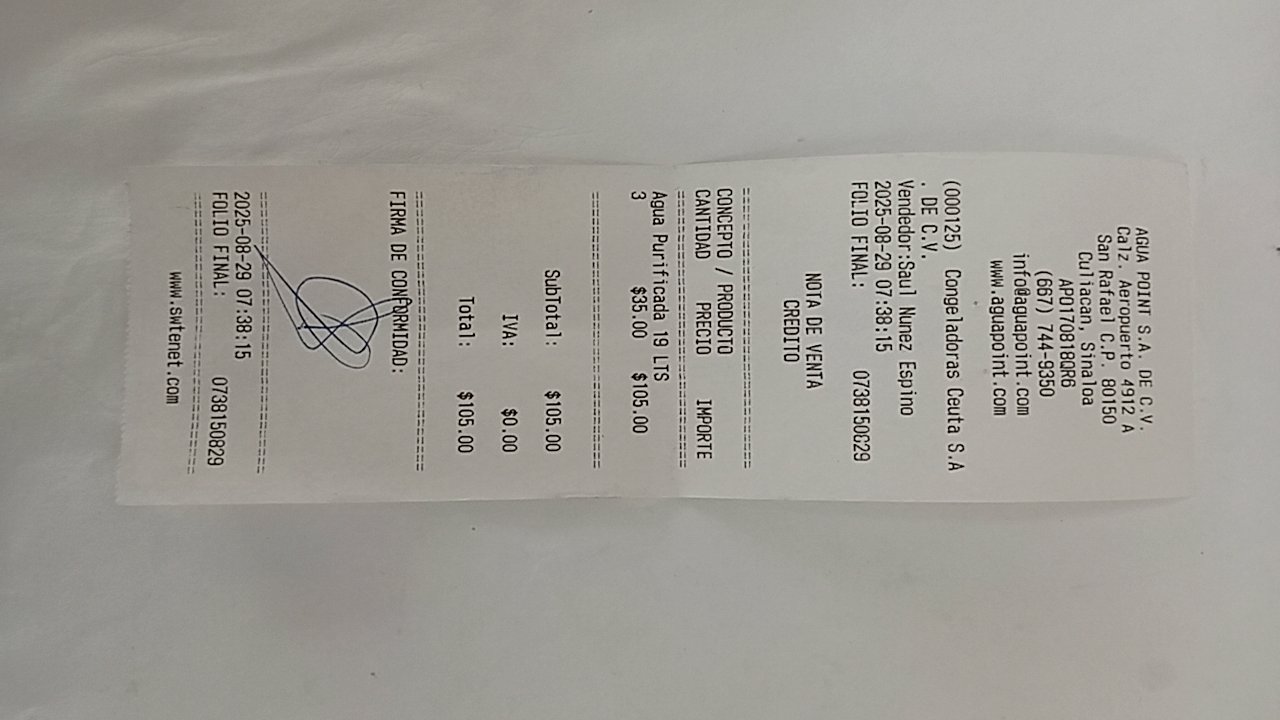 AGUA POINT S.A. DE C.V.
Calz. Aeropuerto 4912 A
San Rafael C.P. 80150
Culiacan, Sinaloa
APO170818QR6
(667) 744-9350
info@aguapoint.com
www.aguapoint.com
(000125) Congeladoras Ceuta S.A
. DE C.V.
Vendedor:Saul Nunez Espino
2025-08-29 07:38:15
FOLIO FINAL: 0738150829
NOTA DE VENTA
CREDITO
CONCEPTO / PRODUCTO
CANTIDAD PRECIO IMPORTE
Agua Purificada 19 LTS
3 $35.00 $105.00
SubTotal: $105.00
IVA: $0.00
Total: $105.00
FIRMA DE CONFORMIDAD:
2025-08-29 07:38:15
FOLIO FINAL: 0738150829
www.swtenet.com